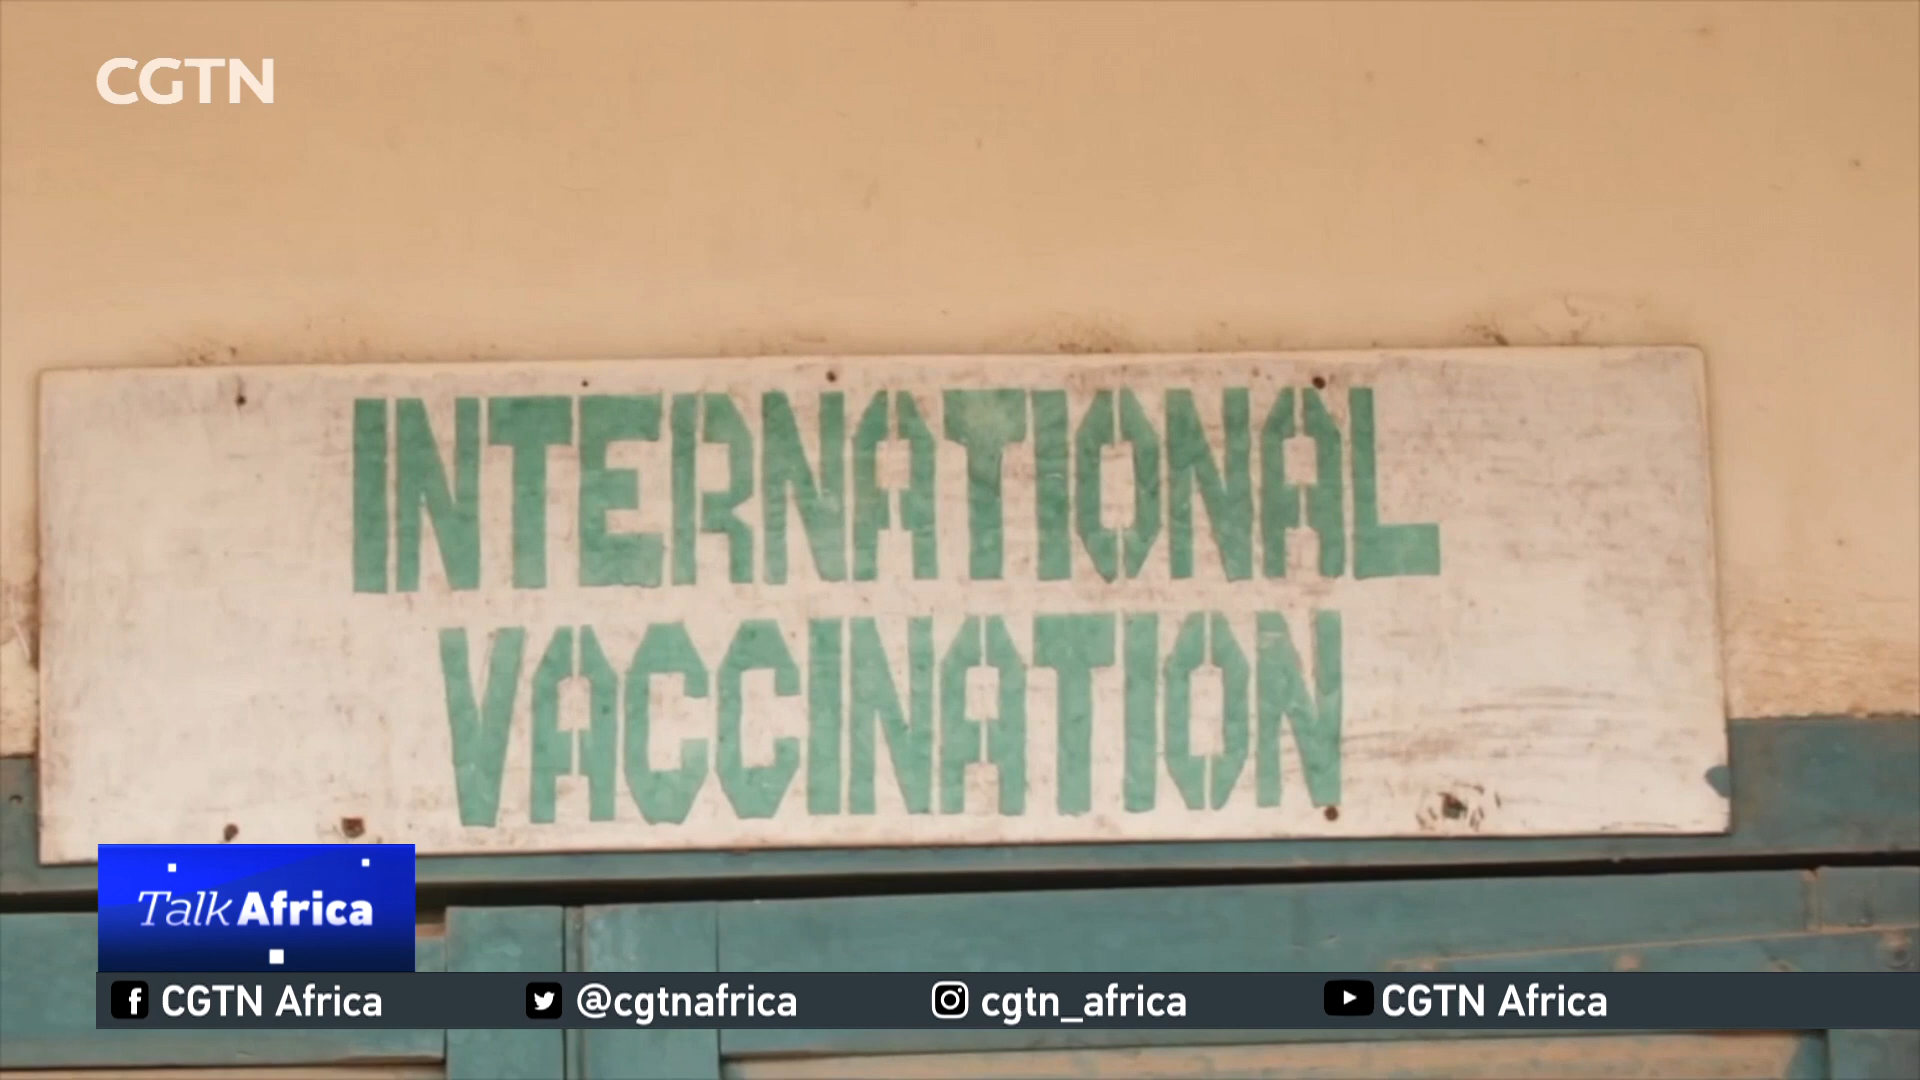 CGTN
INTERNATIONAL
VACCINATION
Talk Africa
CGTN Africa
@cgtnafrica
cgtn_africa
CGTN Africa